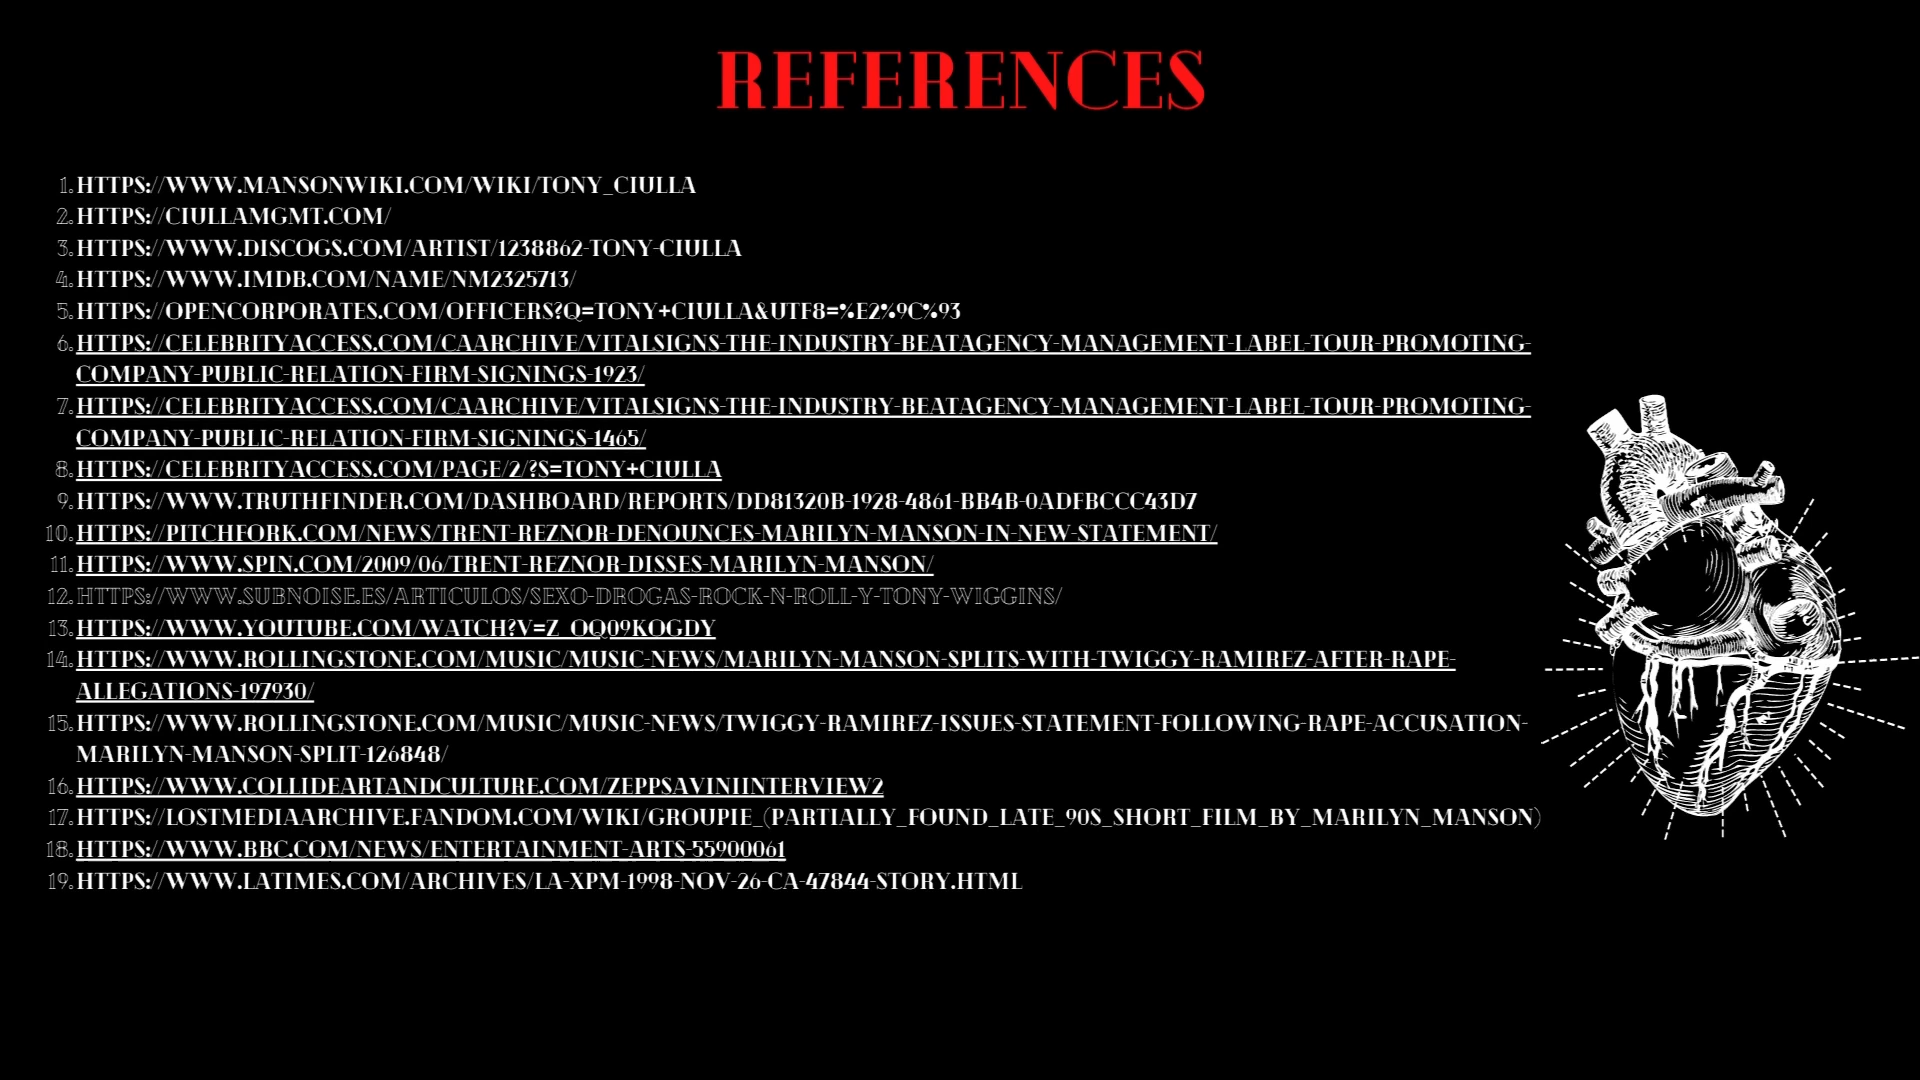 REFERENCES
1. HTTPS://WWW.MANSONWIKI.COM/WIKI/TONY_CIULLA
2. HTTPS://CIULLAMGMT.COM/
3. HTTPS://WWW.DISCOGS.COM/ARTIST/1238862-TONY-CIULLA
4. HTTPS://WWW.IMDB.COM/NAME/NM2325713/
5. HTTPS://OPENCORPORATES.COM/OFFICERS?Q=TONY+CIULLA&UTF8=%E2%9C%93
6. HTTPS://CELEBRITYACCESS.COM/CAARCHIVE/VITALSIGNS-THE-INDUSTRY-BEATAGENCY-MANAGEMENT-LABEL-TOUR-PROMOTING-
COMPANY-PUBLIC-RELATION-FIRM-SIGNINGS-1923/
7. HTTPS://CELEBRITYACCESS.COM/CAARCHIVE/VITALSIGNS-THE-INDUSTRY-BEATAGENCY-MANAGEMENT-LABEL-TOUR-PROMOTING-
COMPANY-PUBLIC-RELATION-FIRM-SIGNINGS-1465/
8. HTTPS://CELEBRITYACCESS.COM/PAGE/2/?S=TONY+CIULLA
9. HTTPS://WWW.TRUTHFINDER.COM/DASHBOARD/REPORTS/DD81320B-1928-4861-BB4B-0ADFBCCC43D7
10. HTTPS://PITCHFORK.COM/NEWS/TRENT-REZNOR-DENOUNCES-MARILYN-MANSON-IN-NEW-STATEMENT/
11. HTTPS://WWW.SPIN.COM/2009/06/TRENT-REZNOR-DISSES-MARILYN-MANSON/
12. HTTPS://WWW.SUBNOISE.ES/ARTICULOS/SEXO-DROGAS-ROCK-N-ROLL-Y-TONY-WIGGINS/
13. HTTPS://WWW.YOUTUBE.COM/WATCH?V=Z_OQ09KOGDY
14. HTTPS://WWW.ROLLINGSTONE.COM/MUSIC/MUSIC-NEWS/MARILYN-MANSON-SPLITS-WITH-TWIGGY-RAMIREZ-AFTER-RAPE-
ALLEGATIONS-197930/
15. HTTPS://WWW.ROLLINGSTONE.COM/MUSIC/MUSIC-NEWS/TWIGGY-RAMIREZ-ISSUES-STATEMENT-FOLLOWING-RAPE-ACCUSATION-
MARILYN-MANSON-SPLIT-126848/
16. HTTPS://WWW.COLLIDEARTANDCULTURE.COM/ZEPPSAVINIINTERVIEW2
17. HTTPS://LOSTMEDIAARCHIVE.FANDOM.COM/WIKI/GROUPIE_(PARTIALLY_FOUND_LATE_90S_SHORT_FILM_BY_MARILYN_MANSON)
18. HTTPS://WWW.BBC.COM/NEWS/ENTERTAINMENT-ARTS-55900061
19. HTTPS://WWW.LATIMES.COM/ARCHIVES/LA-XPM-1998-NOV-26-CA-47844-STORY.HTML